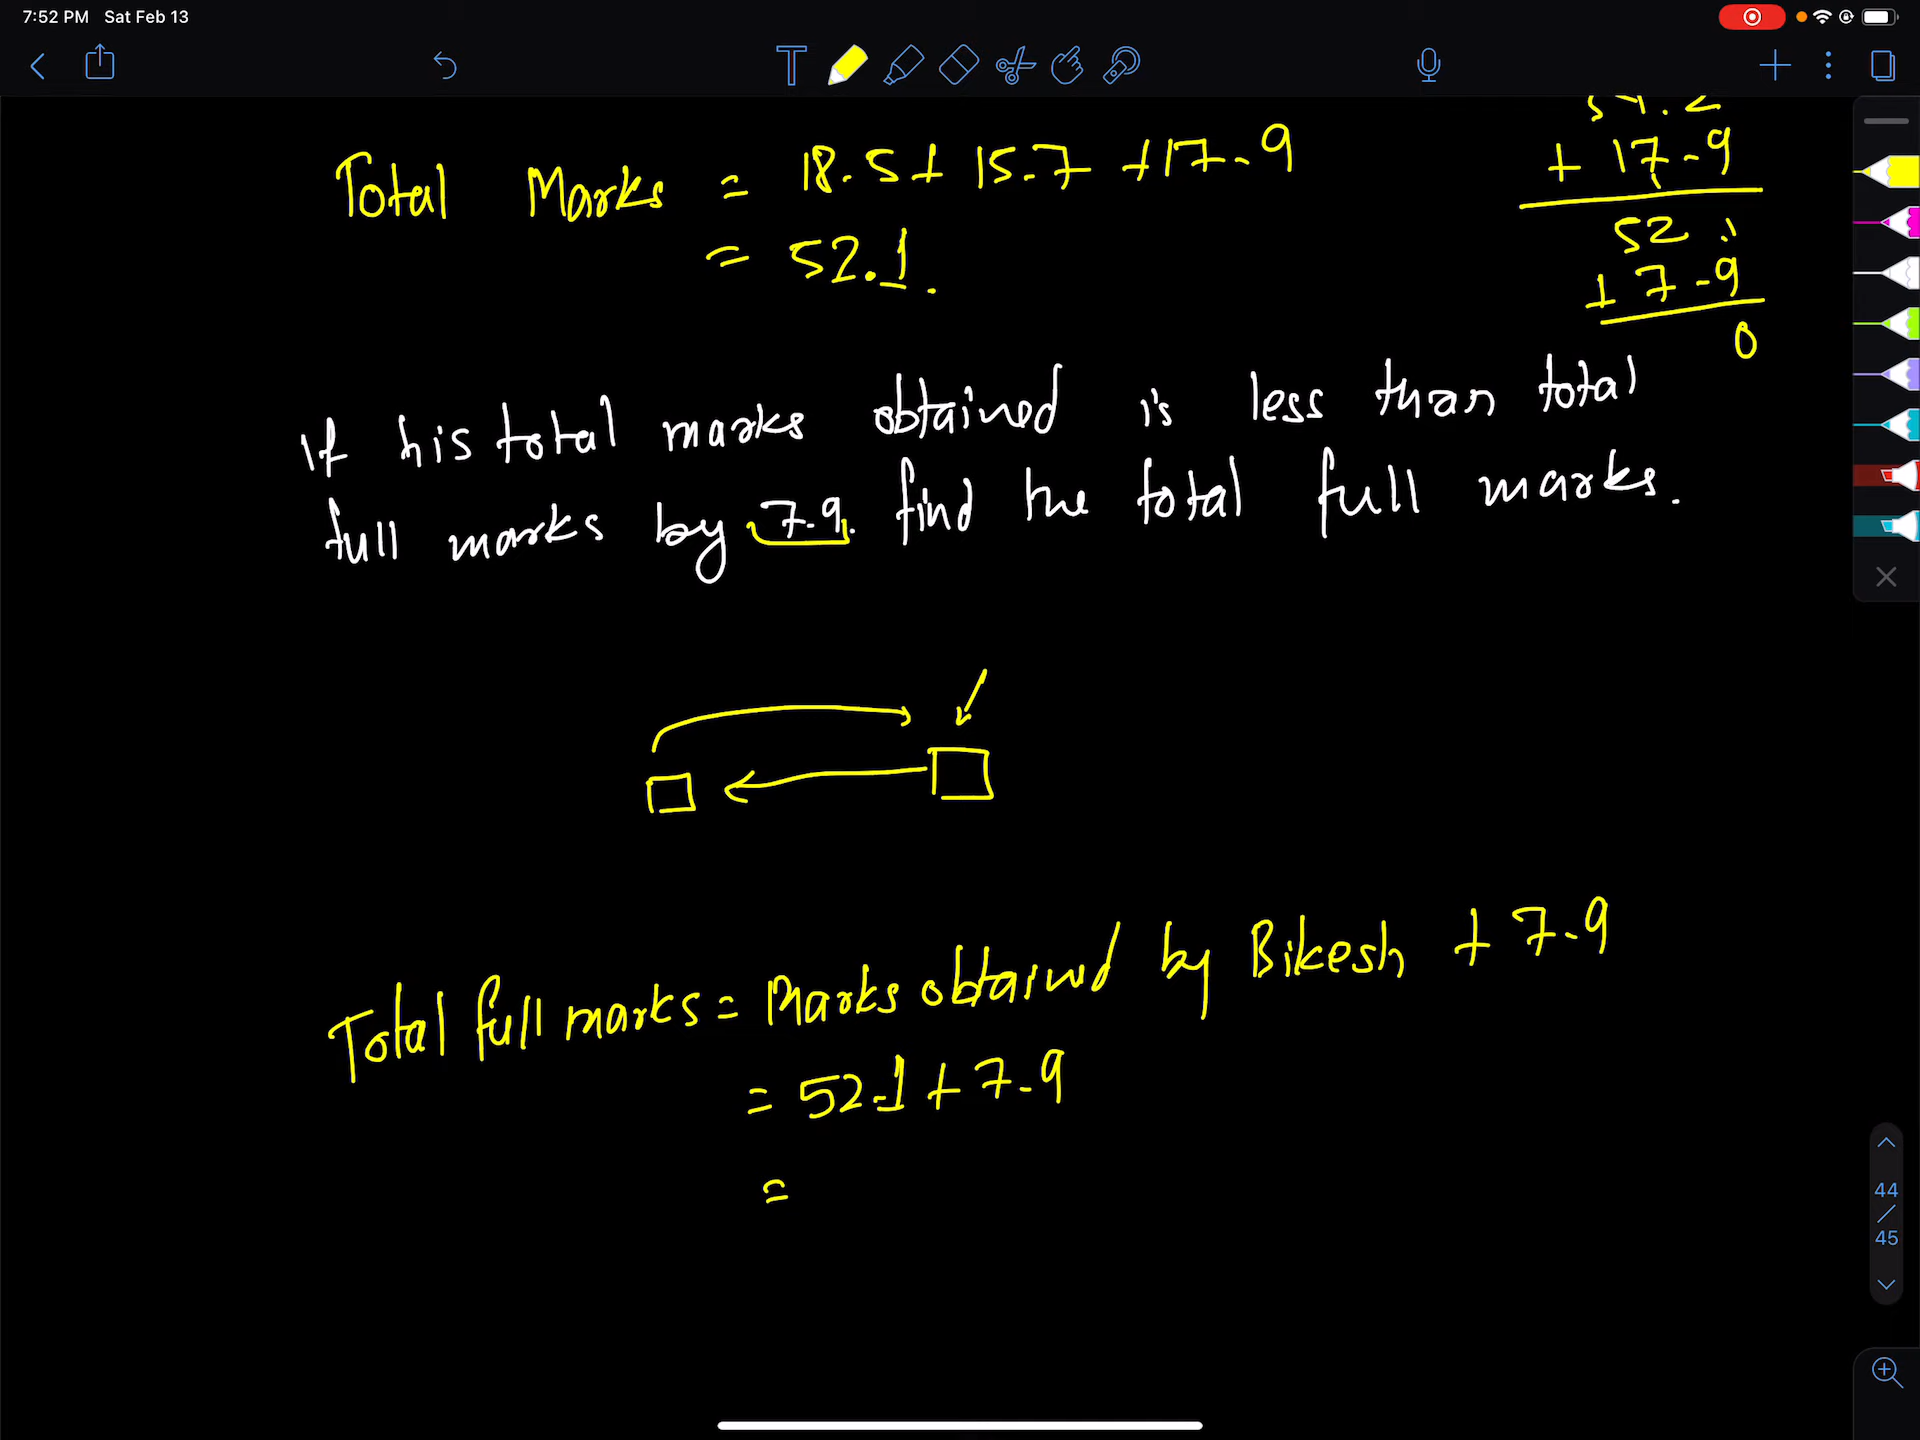 7:52 PM Sat Feb 13
Total Marks = 18.5 + 15.7 + 17.9
= 52.1.
+ 17.9
52.1
+ 7.9
0
If his total marks obtained is less than total
full marks by 7.9. find the total full marks.
Total full marks = Marks obtained by Bikesh + 7.9
= 52.1 + 7.9
=
44
/
45